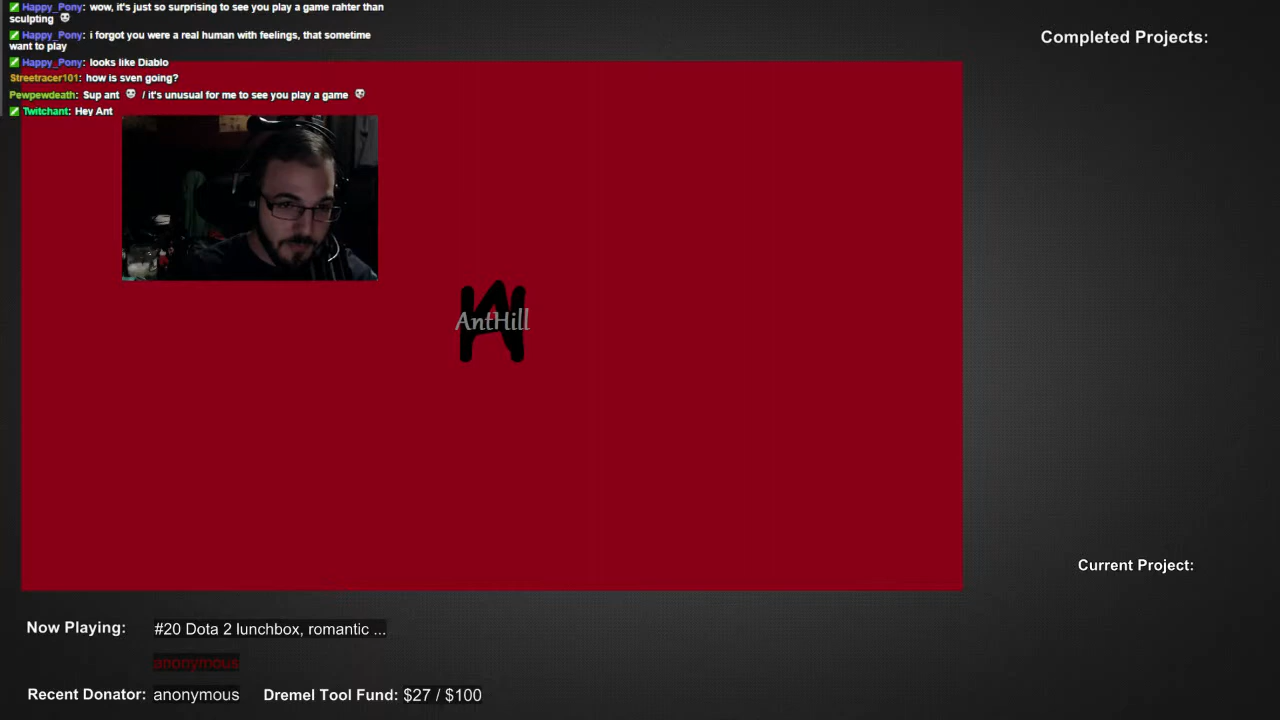 Happy_Pony: wow, it's just so surprising to see you play a game rahter than
sculpting
Happy_Pony: i forgot you were a real human with feelings, that sometime
want to play
Happy_Pony: looks like Diablo
Streetracer101: how is sven going?
Pewpewdeath: Sup ant / it's unusual for me to see you play a game
Twitchant: Hey Ant
Completed Projects:
AntHill
Current Project:
Now Playing: #20 Dota 2 lunchbox, romantic ...
anonymous
Recent Donator: anonymous Dremel Tool Fund: $27 / $100